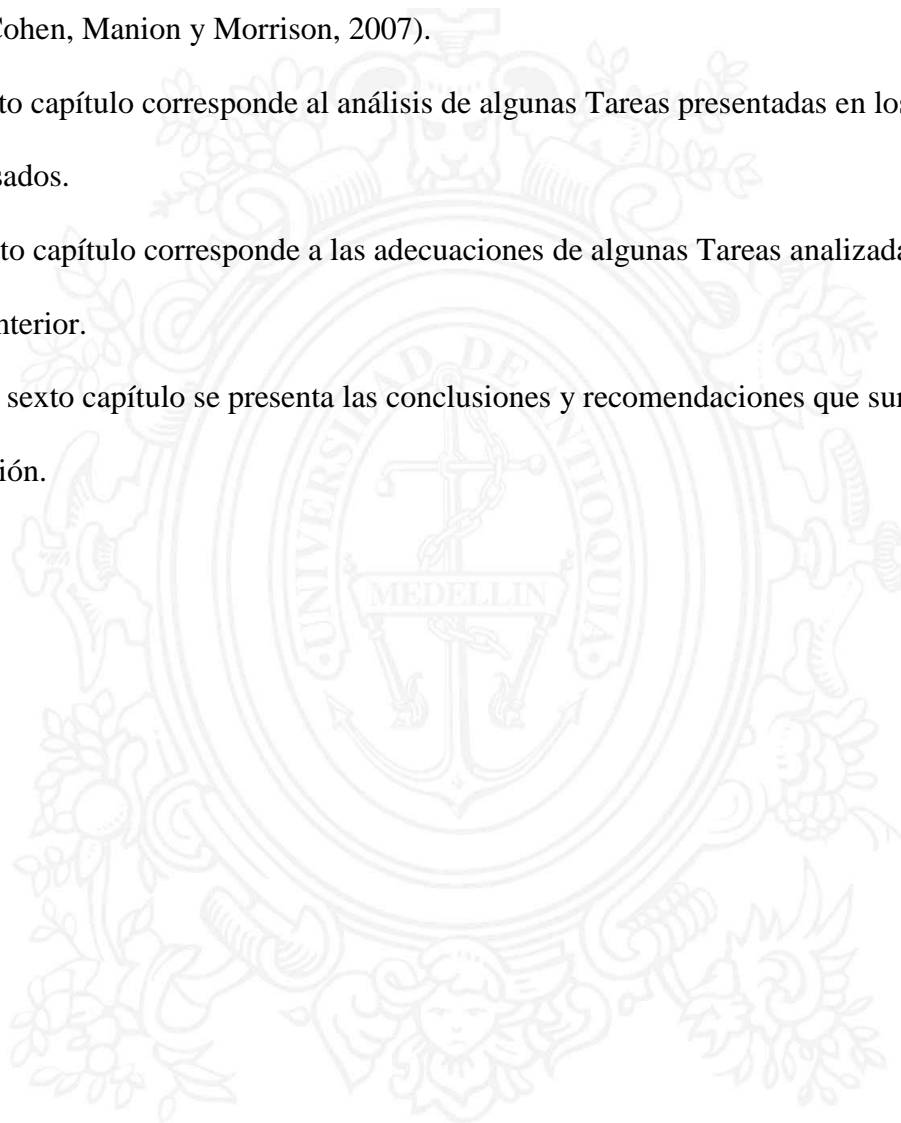 Cohen, Manion y Morrison, 2007).
to capítulo corresponde al análisis de algunas Tareas presentadas en los
sados.
to capítulo corresponde a las adecuaciones de algunas Tareas analizada
nterior.
sexto capítulo se presenta las conclusiones y recomendaciones que sur
ión.
UNIVERSIDAD DE ANTIOQUIA
MEDELLIN